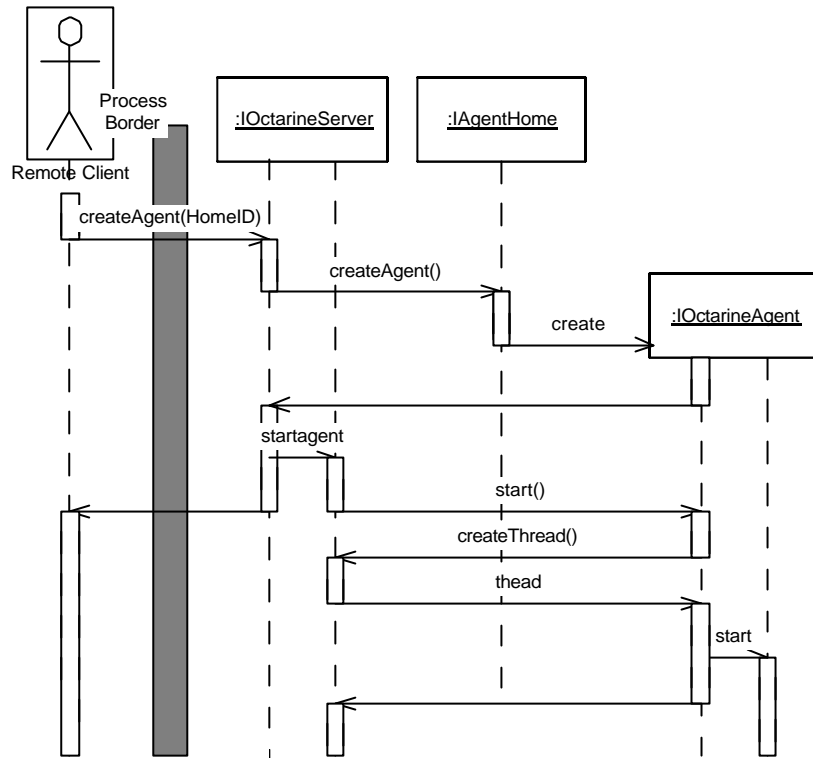 Process
Border
:IOctarineServer
:IAgentHome
Remote Client
createAgent(HomeID)
createAgent()
:IOctarineAgent
create
startagent
start()
createThread()
thead
start